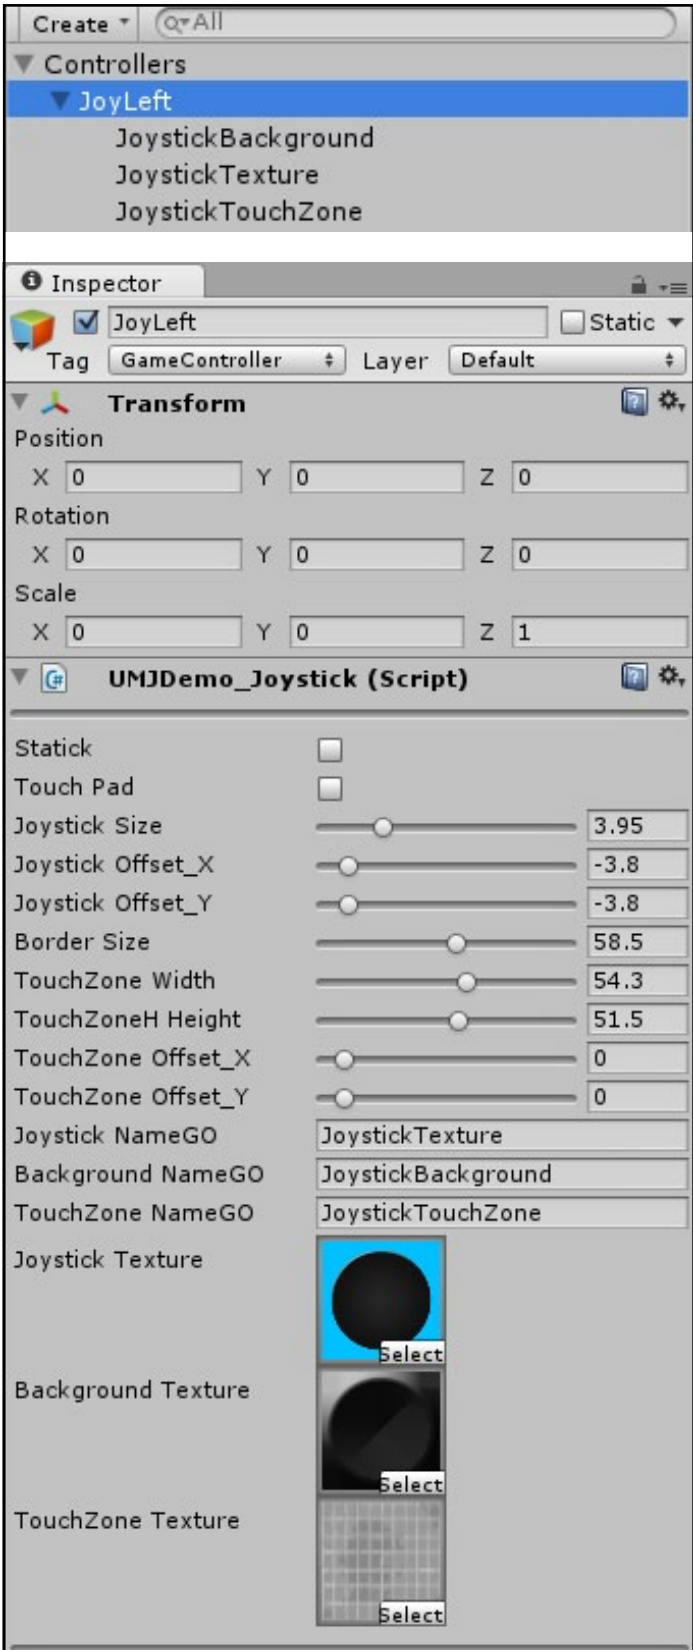 Create All
Controllers
JoyLeft
JoystickBackground
JoystickTexture
JoystickTouchZone
Inspector
JoyLeft Static
Tag GameController Layer Default
Transform
Position
X 0 Y 0 Z 0
Rotation
X 0 Y 0 Z 0
Scale
X 0 Y 0 Z 1
UMJDemo_Joystick (Script)
Statick
Touch Pad
Joystick Size 3.95
Joystick Offset_X -3.8
Joystick Offset_Y -3.8
Border Size 58.5
TouchZone Width 54.3
TouchZoneH Height 51.5
TouchZone Offset_X 0
TouchZone Offset_Y 0
Joystick NameGO JoystickTexture
Background NameGO JoystickBackground
TouchZone NameGO JoystickTouchZone
Joystick Texture
Select
Background Texture
Select
TouchZone Texture
Select